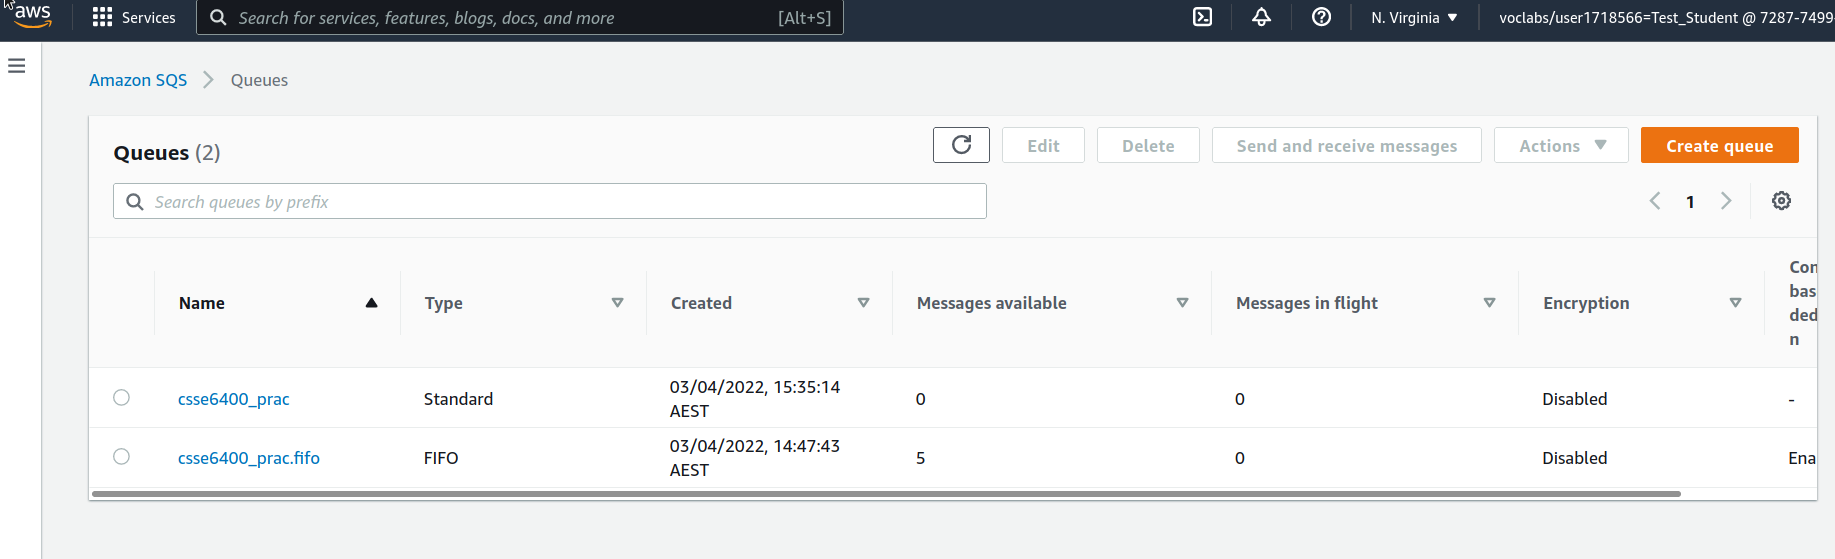 aws Services Search for services, features, blogs, docs, and more [Alt+S] N. Virginia voclabs/user1718566=Test_Student @ 7287-7499
Amazon SQS Queues
Queues (2) Edit Delete Send and receive messages Actions Create queue
Search queues by prefix 1
Name Type Created Messages available Messages in flight Encryption
csse6400_prac Standard 03/04/2022, 15:35:14 AEST 0 0 Disabled -
csse6400_prac.fifo FIFO 03/04/2022, 14:47:43 AEST 5 0 Disabled Ena